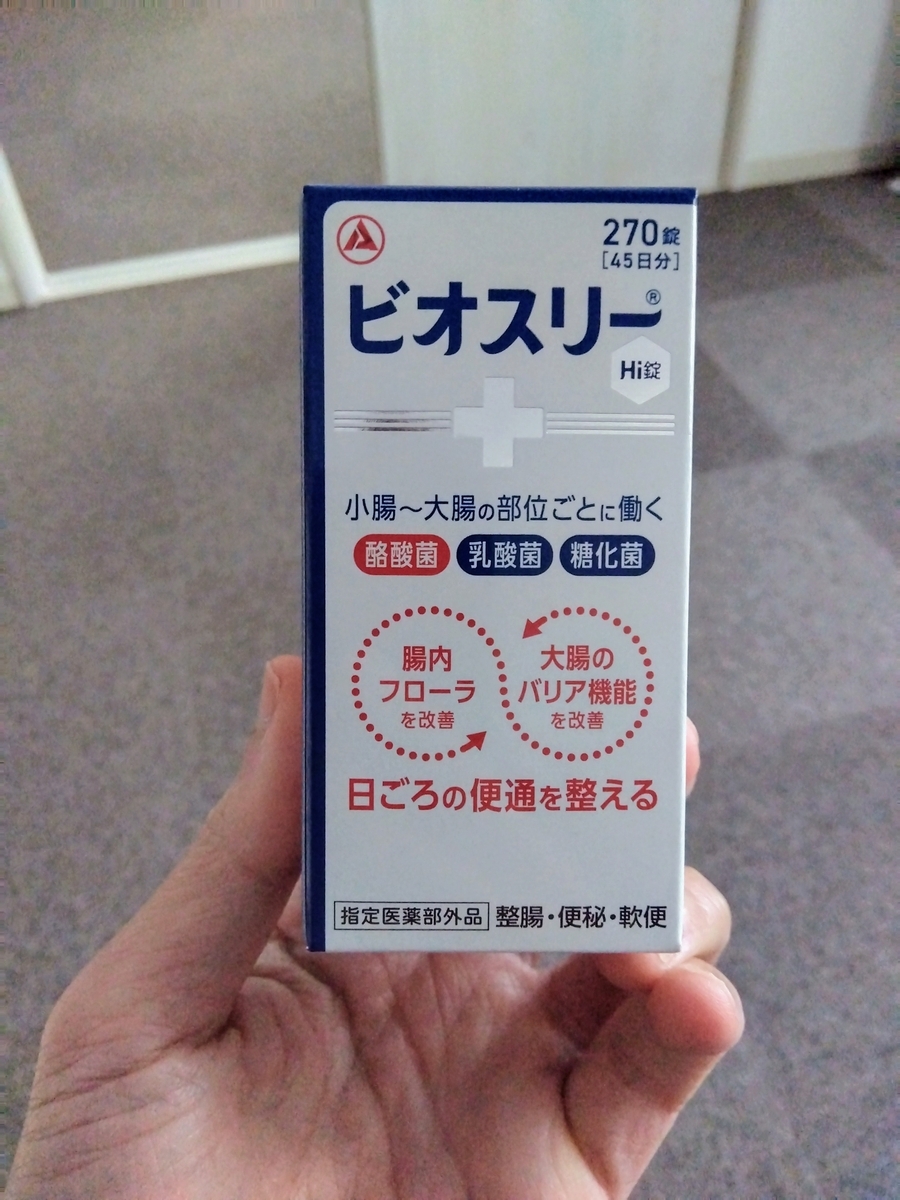 270錠
[45日分]
ビオスリー®
Hi錠
小腸～大腸の部位ごとに働く
酪酸菌 乳酸菌 糖化菌
腸内
フローラ
を改善
大腸の
バリア機能
を改善
日ごろの便通を整える
指定医薬部外品 整腸・便秘・軟便